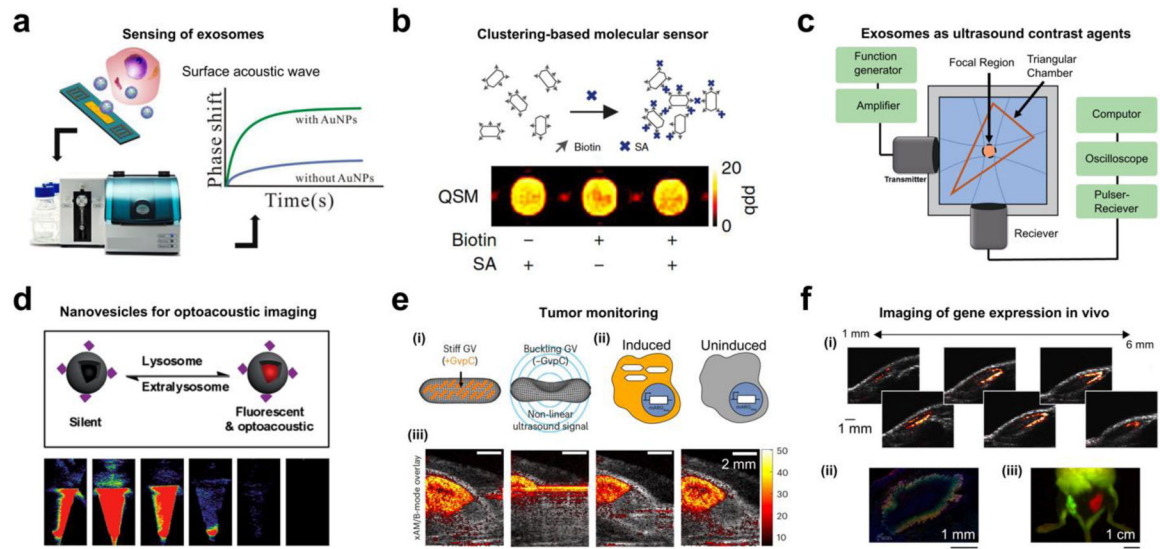 a
Sensing of exosomes
Surface acoustic wave
Phase shift
with AuNPs
without AuNPs
Time(s)
b
Clustering-based molecular sensor
Biotin
SA
QSM
20
0
ppb
Biotin − + +
SA + − +
c
Exosomes as ultrasound contrast agents
Function
generator
Amplifier
Focal Region
Triangular
Chamber
Transmitter
Reciever
Computor
Oscilloscope
Pulser-
Reciever
d
Nanovesicles for optoacoustic imaging
Lysosome
Extralysosome
Silent
Fluorescent
& optoacoustic
e
Tumor monitoring
(i)
Stiff GV
(+GvpC)
Buckling GV
(−GvpC)
Non-linear
ultrasound signal
(ii)
Induced
Uninduced
(iii)
xAM/B-mode overlay
2 mm
50
40
30
20
10
f
Imaging of gene expression in vivo
1 mm
6 mm
(i)
1 mm
(ii)
1 mm
(iii)
1 cm